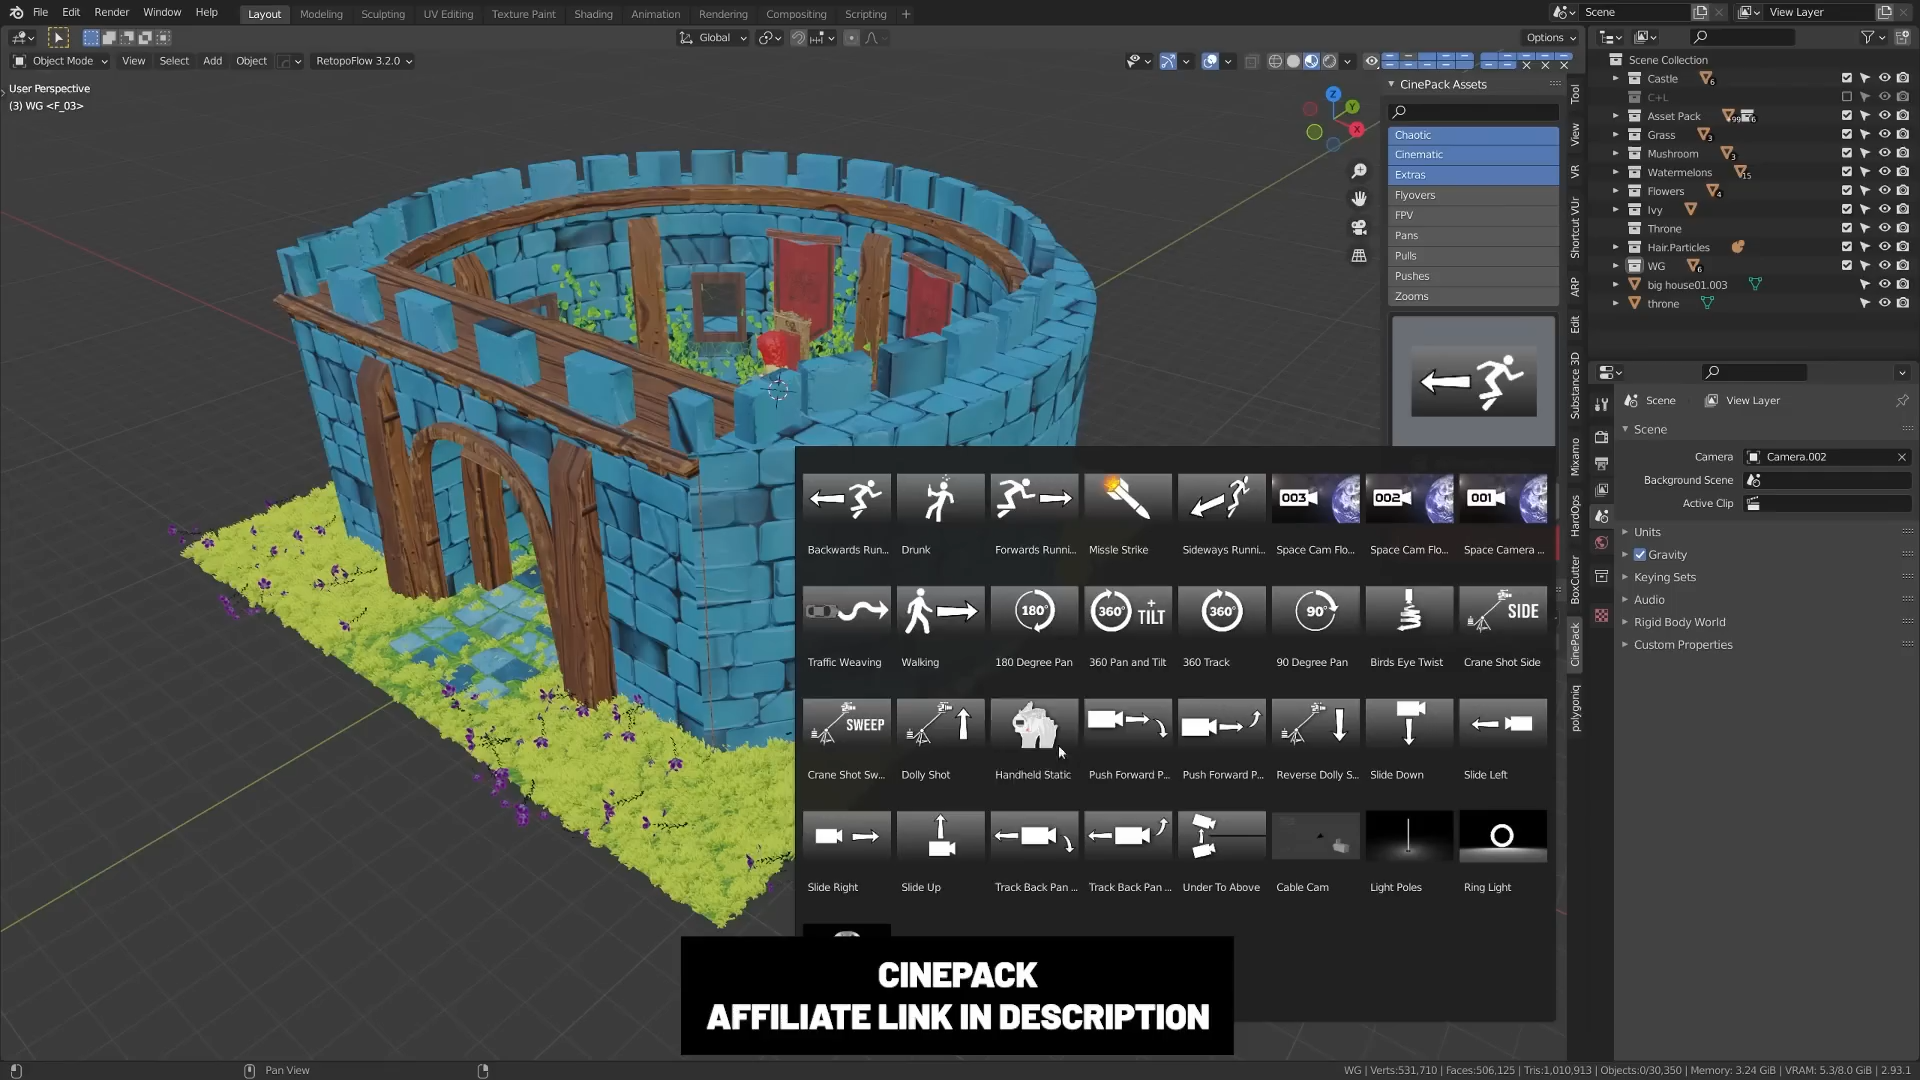 File Edit Render Window Help
Layout Modeling Sculpting UV Editing Texture Paint Shading Animation Rendering Compositing Scripting +
Scene View Layer
Global Options
Object Mode View Select Add Object RetopoFlow 3.2.0
User Perspective
(3) WG <F_03>
Z
Y
X
CinePack Assets
Chaotic
Cinematic
Extras
Flyovers
FPV
Pans
Pulls
Pushes
Zooms
Tool
View
VR
Shortcut VUr
ARP
Edit
Substance 3D
Mixamo
HardOps
BoxCutter
CinePack
polygoniq
Scene Collection
Castle 6
C+L
Asset Pack 99 6
Grass 3
Mushroom 3
Watermelons 15
Flowers 4
Ivy
Throne
Hair.Particles
WG 6
big house01.003
throne
Scene View Layer
Scene
Camera Camera.002
Background Scene
Active Clip
Units
Gravity
Keying Sets
Audio
Rigid Body World
Custom Properties
003 002 001
Backwards Run... Drunk Forwards Runni... Missle Strike Sideways Runni... Space Cam Flo... Space Cam Flo... Space Camera ...
180° 360° + TILT 360° 90° SIDE
Traffic Weaving Walking 180 Degree Pan 360 Pan and Tilt 360 Track 90 Degree Pan Birds Eye Twist Crane Shot Side
SWEEP
Crane Shot Sw... Dolly Shot Handheld Static Push Forward P... Push Forward P... Reverse Dolly S... Slide Down Slide Left
Slide Right Slide Up Track Back Pan ... Track Back Pan ... Under To Above Cable Cam Light Poles Ring Light
CINEPACK
AFFILIATE LINK IN DESCRIPTION
Pan View
WG | Verts:531,710 | Faces:506,125 | Tris:1,010,913 | Objects:0/30,350 | Memory: 3.24 GiB | VRAM: 5.3/8.0 GiB | 2.93.1